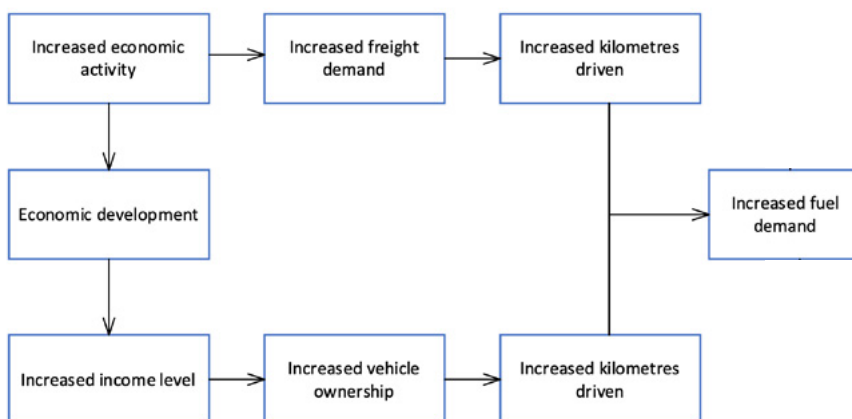 Increased economic
activity
Increased freight
demand
Increased kilometres
driven
Economic development
Increased fuel
demand
Increased income level
Increased vehicle
ownership
Increased kilometres
driven